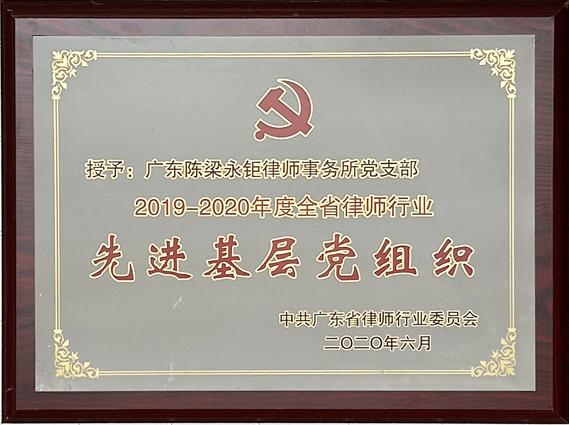 授予：广东陈梁永钜律师事务所党支部
2019-2020年度全省律师行业
先进基层党组织
中共广东省律师行业委员会
二〇二〇年六月